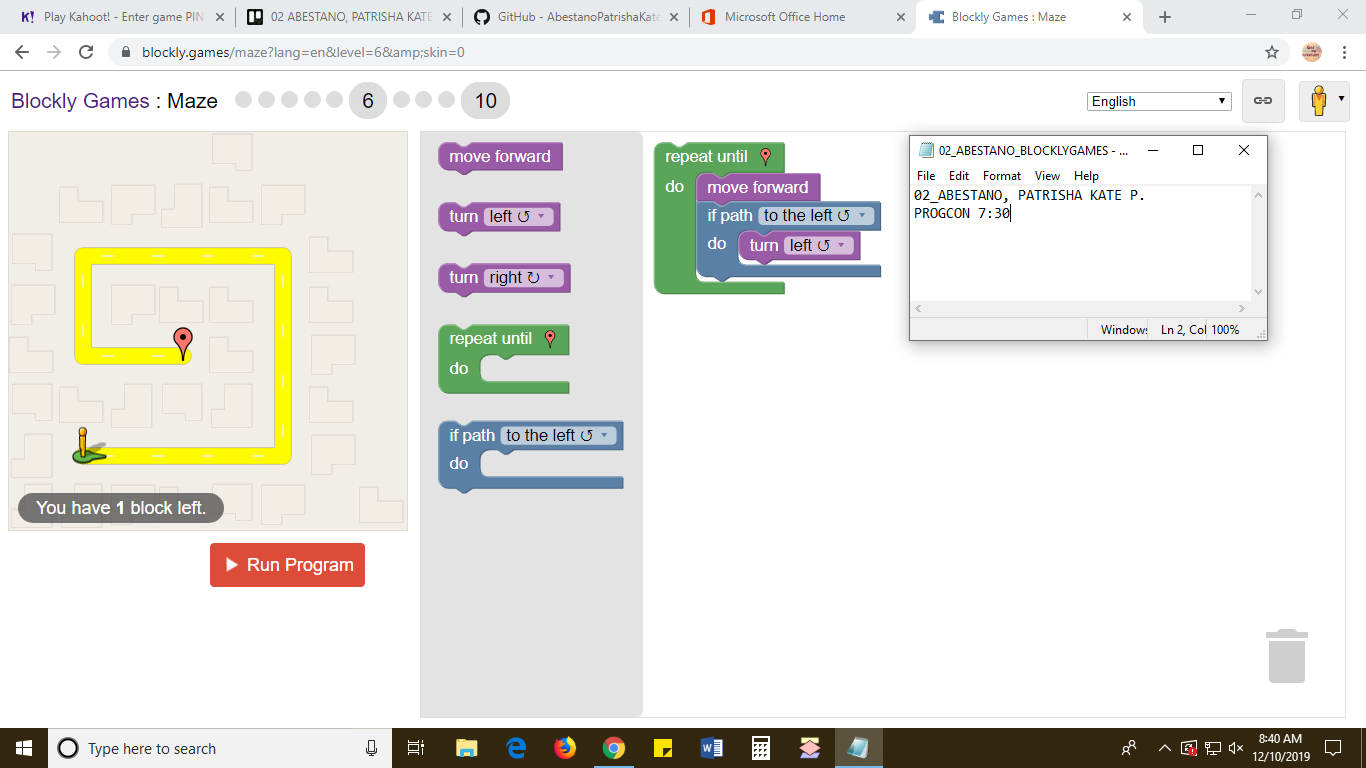 Play Kahoot! - Enter game PIN
02 ABESTANO, PATRISHA KATE
GitHub - AbestanoPatrishaKate
Microsoft Office Home
Blockly Games : Maze
blockly.games/maze?lang=en&level=6&amp;skin=0
Blockly Games : Maze
6
10
English
You have 1 block left.
Run Program
move forward
turn left ↺
turn right ↻
repeat until
do
if path to the left ↺
do
repeat until
do
move forward
if path to the left ↺
do
turn left ↺
02_ABESTANO_BLOCKLYGAMES - ...
File Edit Format View Help
02_ABESTANO, PATRISHA KATE P.
PROGCON 7:30
Windows Ln 2, Col 100%
Type here to search
8:40 AM
12/10/2019